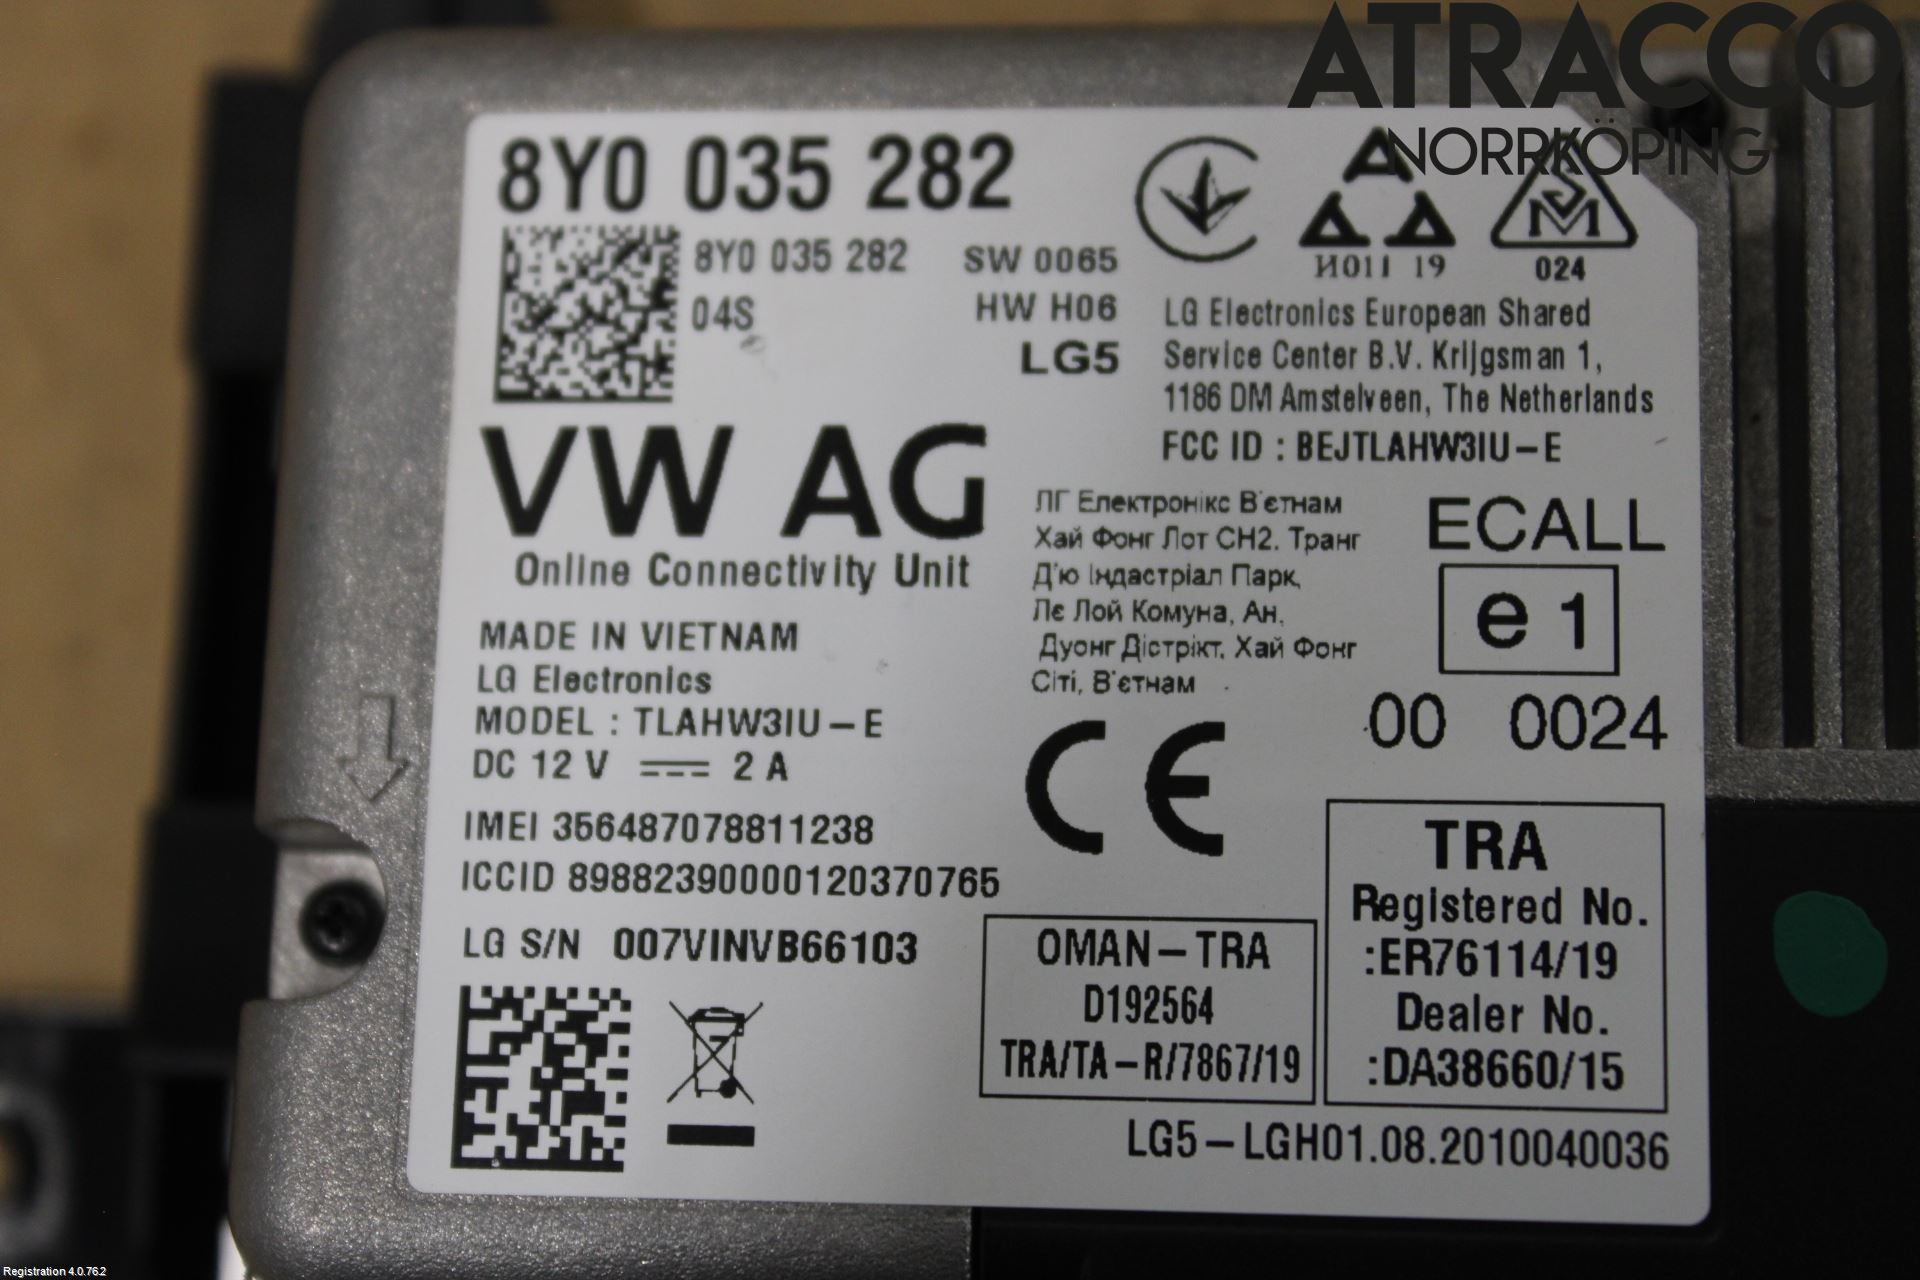 ATRACCO
NORRKÖPING
8Y0 035 282
8Y0 035 282 SW 0065
04S HW H06
LG5
И011 19
024
LG Electronics European Shared
Service Center B.V. Krijgsman 1,
1186 DM Amstelveen, The Netherlands
FCC ID : BEJTLAHW3IU-E
VW AG
Online Connectivity Unit
ЛГ Електронікс В'єтнам
Хай Фонг Лот СН2. Транг
Д'ю Індастріал Парк,
Лє Лой Комуна, Ан,
Дуонг Дістрікт, Хай Фонг
Сіті, В'єтнам
ECALL
e 1
00 0024
MADE IN VIETNAM
LG Electronics
MODEL : TLAHW3IU-E
DC 12 V 2 A
IMEI 356487078811238
ICCID 89882390000120370765
LG S/N 007VINVB66103
CE
TRA
Registered No.
:ER76114/19
Dealer No.
:DA38660/15
OMAN-TRA
D192564
TRA/TA-R/7867/19
LG5-LGH01.08.2010040036
Registration 4.0.76.2